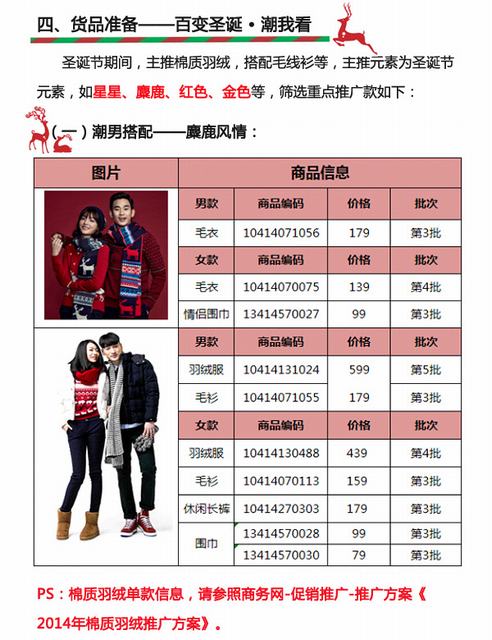 四、货品准备——百变圣诞·潮我看
圣诞节期间，主推棉质羽绒，搭配毛线衫等，主推元素为圣诞节
元素，如星星、麋鹿、红色、金色等，筛选重点推广款如下：
（一）潮男搭配——麋鹿风情：
图片 商品信息
男款 商品编码 价格 批次
毛衣 10414071056 179 第3批
女款 商品编码 价格 批次
毛衣 10414070075 139 第4批
情侣围巾 13414570027 99 第3批
男款 商品编码 价格 批次
羽绒服 10414131024 599 第5批
毛衫 10414071055 179 第3批
女款 商品编码 价格 批次
羽绒服 10414130488 439 第4批
毛衫 10414070113 159 第3批
休闲长裤 10414270303 179 第3批
围巾 13414570028 99 第3批
13414570030 79 第3批
PS：棉质羽绒单款信息，请参照商务网-促销推广-推广方案《
2014年棉质羽绒推广方案》。